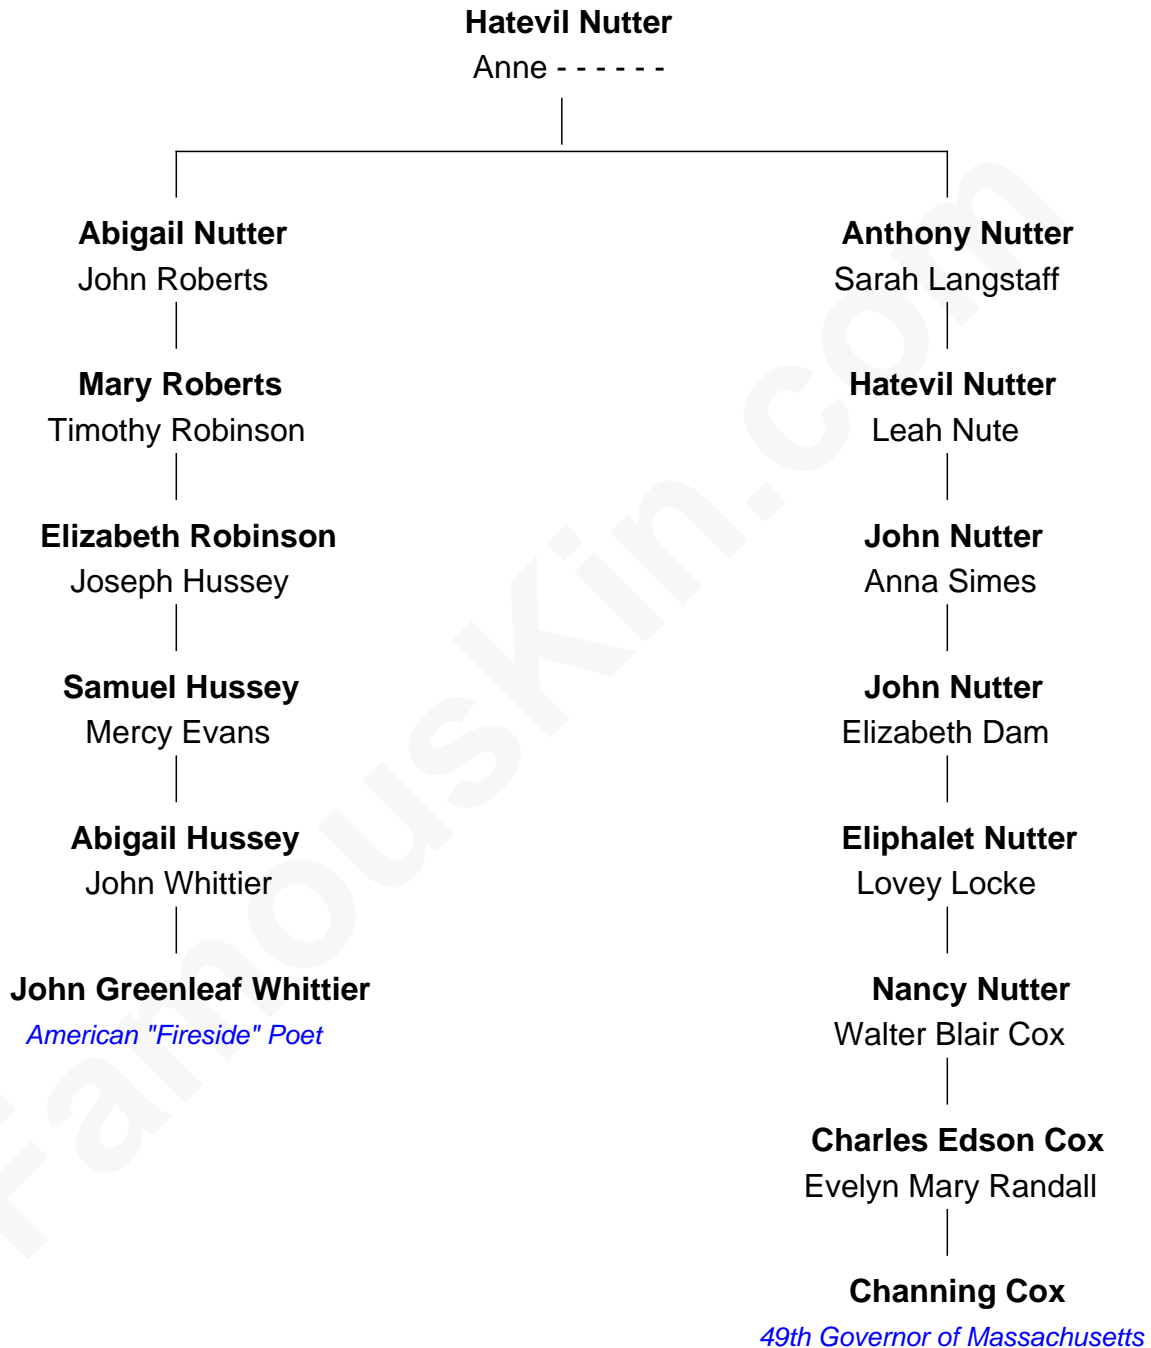 Hatevil Nutter
Anne - - - - - -
Abigail Nutter
John Roberts
Mary Roberts
Timothy Robinson
Elizabeth Robinson
Joseph Hussey
Samuel Hussey
Mercy Evans
Abigail Hussey
John Whittier
John Greenleaf Whittier
American "Fireside" Poet
Anthony Nutter
Sarah Langstaff
Hatevil Nutter
Leah Nute
John Nutter
Anna Simes
John Nutter
Elizabeth Dam
Eliphalet Nutter
Lovey Locke
Nancy Nutter
Walter Blair Cox
Charles Edson Cox
Evelyn Mary Randall
Channing Cox
49th Governor of Massachusetts
FamousKin.com